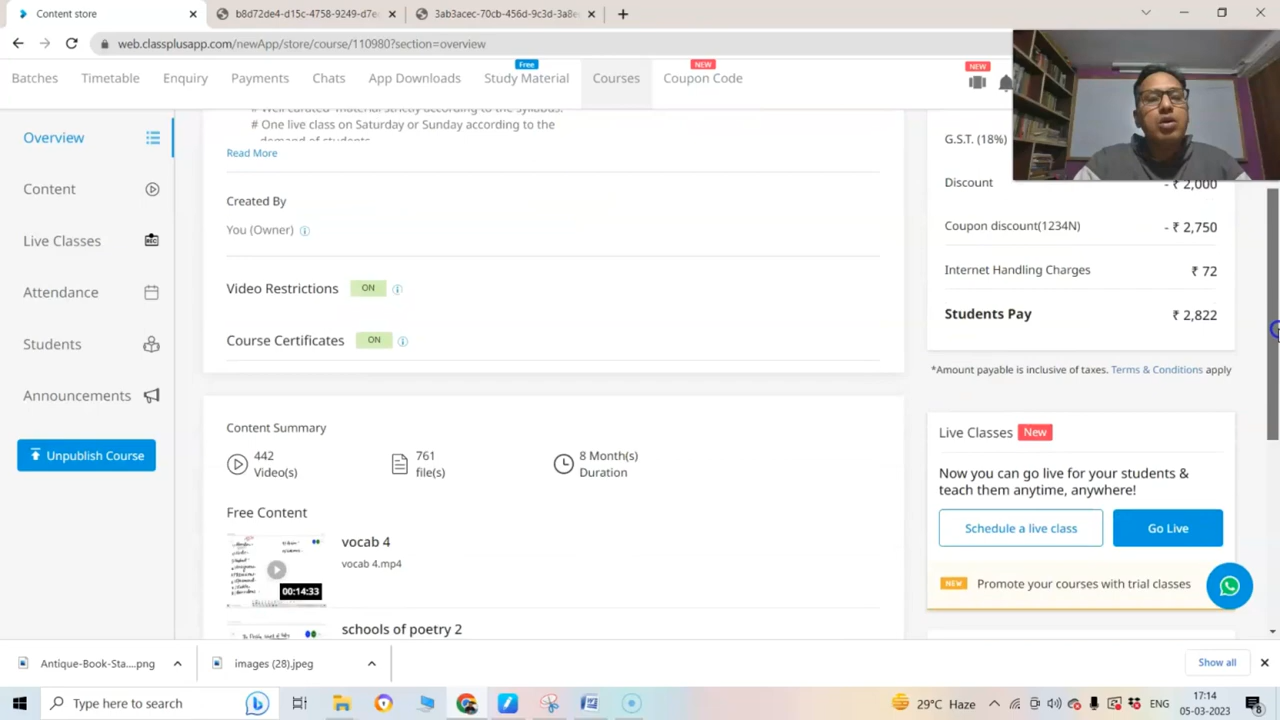 Content store
b8d72de4-d15c-4758-9249-d7e
3ab3acec-70cb-456d-9c3d-3a8e
web.classplusapp.com/newApp/store/course/110980?section=overview
Free
NEW
NEW
Batches
Timetable
Enquiry
Payments
Chats
App Downloads
Study Material
Courses
Coupon Code
Overview
Content
Live Classes
Attendance
Students
Announcements
Unpublish Course
# Well curated material strictly according to the syllabus.
# One live class on Saturday or Sunday according to the
demand of students
Read More
Created By
You (Owner)
Video Restrictions ON
Course Certificates ON
Content Summary
442
Video(s)
761
file(s)
8 Month(s)
Duration
Free Content
vocab 4
vocab 4.mp4
00:14:33
schools of poetry 2
G.S.T. (18%)
Discount - ₹ 2,000
Coupon discount(1234N) - ₹ 2,750
Internet Handling Charges ₹ 72
Students Pay ₹ 2,822
*Amount payable is inclusive of taxes. Terms & Conditions apply
Live Classes New
Now you can go live for your students &
teach them anytime, anywhere!
Schedule a live class
Go Live
NEW Promote your courses with trial classes
Antique-Book-Sta....png
images (28).jpeg
Show all
Type here to search
29°C Haze
ENG
17:14
05-03-2023
8